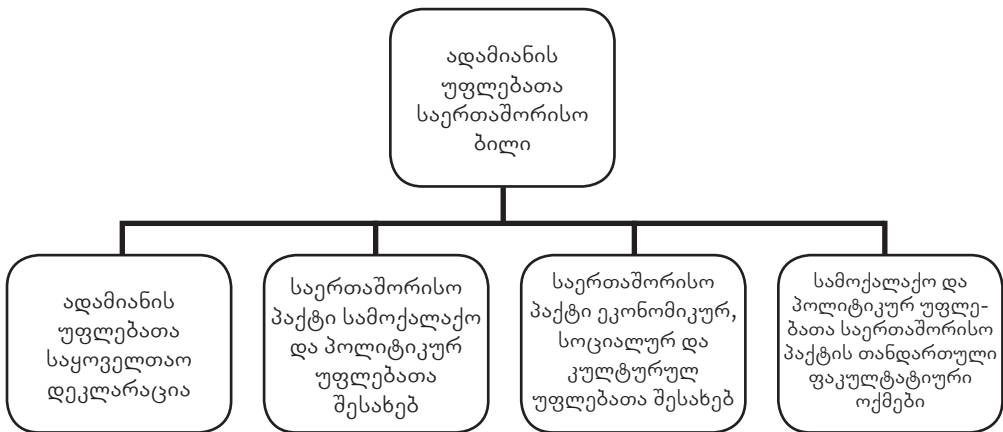 ადამიანის
უფლებათა
საერთაშორისო
ბილი
ადამიანის
უფლებათა
საყოველთაო
დეკლარაცია
საერთაშორისო
პაქტი სამოქალაქო
და პოლიტიკურ
უფლებათა
შესახებ
საერთაშორისო
პაქტი ეკონომიკურ,
სოციალურ და
კულტურულ
უფლებათა შესახებ
სამოქალაქო და
პოლიტიკურ უფლე-
ბათა საერთაშორისო
პაქტის თანდართული
ფაკულტატიური
ოქმები